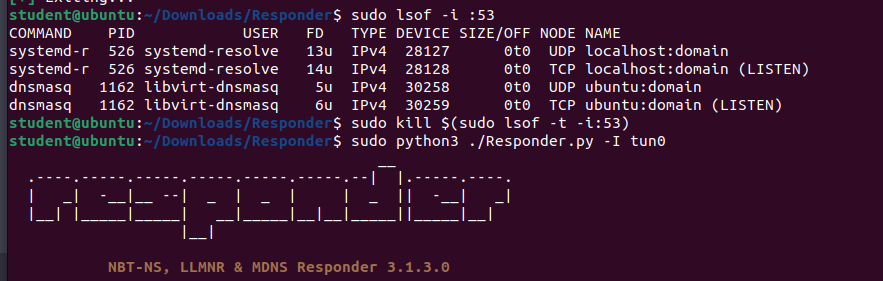 [+] Exiting...
student@ubuntu:~/Downloads/Responder$ sudo lsof -i :53
COMMAND    PID            USER   FD   TYPE DEVICE SIZE/OFF NODE NAME
systemd-r  526 systemd-resolve   13u  IPv4  28127      0t0  UDP localhost:domain
systemd-r  526 systemd-resolve   14u  IPv4  28128      0t0  TCP localhost:domain (LISTEN)
dnsmasq   1162 libvirt-dnsmasq    5u  IPv4  30258      0t0  UDP ubuntu:domain
dnsmasq   1162 libvirt-dnsmasq    6u  IPv4  30259      0t0  TCP ubuntu:domain (LISTEN)
student@ubuntu:~/Downloads/Responder$ sudo kill $(sudo lsof -t -i:53)
student@ubuntu:~/Downloads/Responder$ sudo python3 ./Responder.py -I tun0
responder
NBT-NS, LLMNR & MDNS Responder 3.1.3.0